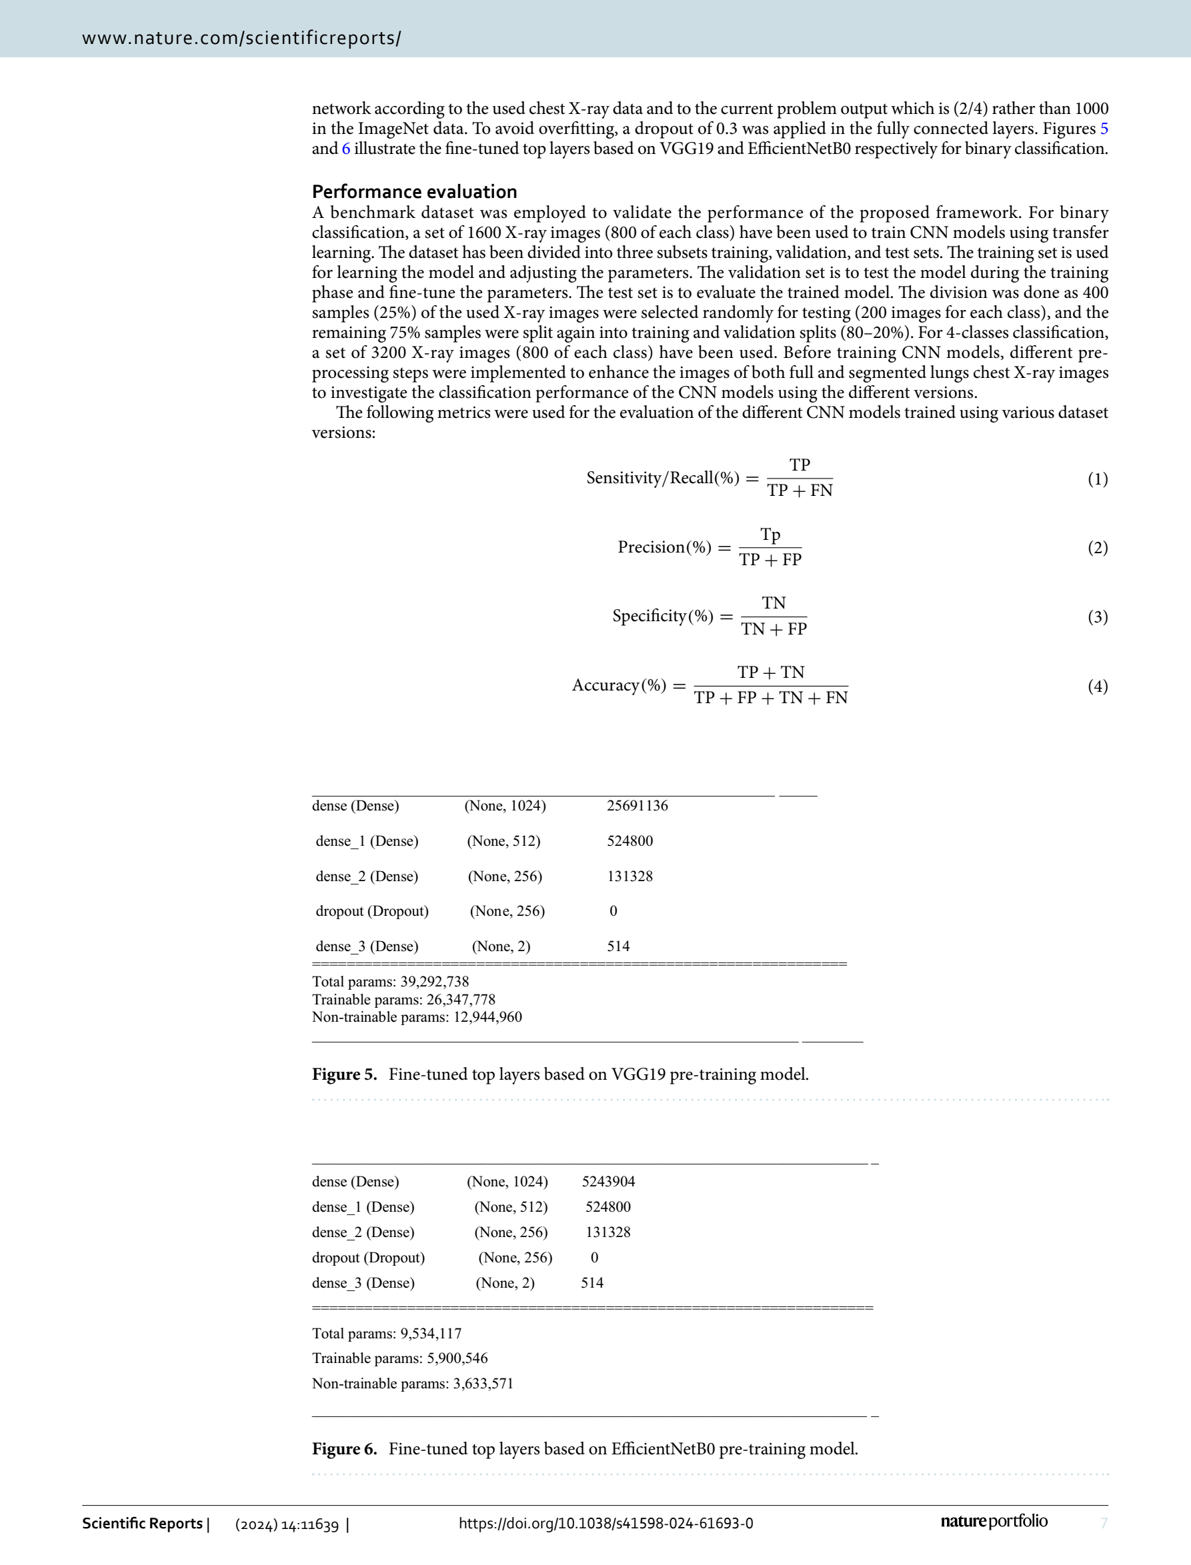 www.nature.com/scientificreports/
network according to the used chest X-ray data and to the current problem output which is (2/4) rather than 1000
in the ImageNet data. To avoid overfitting, a dropout of 0.3 was applied in the fully connected layers. Figures 5
and 6 illustrate the fine-tuned top layers based on VGG19 and EfficientNetB0 respectively for binary classification.
Performance evaluation
A benchmark dataset was employed to validate the performance of the proposed framework. For binary
classification, a set of 1600 X-ray images (800 of each class) have been used to train CNN models using transfer
learning. The dataset has been divided into three subsets training, validation, and test sets. The training set is used
for learning the model and adjusting the parameters. The validation set is to test the model during the training
phase and fine-tune the parameters. The test set is to evaluate the trained model. The division was done as 400
samples (25%) of the used X-ray images were selected randomly for testing (200 images for each class), and the
remaining 75% samples were split again into training and validation splits (80–20%). For 4-classes classification,
a set of 3200 X-ray images (800 of each class) have been used. Before training CNN models, different pre-
processing steps were implemented to enhance the images of both full and segmented lungs chest X-ray images
to investigate the classification performance of the CNN models using the different versions.
The following metrics were used for the evaluation of the different CNN models trained using various dataset
versions:
Sensitivity/Recall(%) = TP / TP + FN (1)
Precision(%) = Tp / TP + FP (2)
Specificity(%) = TN / TN + FP (3)
Accuracy(%) = TP + TN / TP + FP + TN + FN (4)
dense (Dense) (None, 1024) 25691136
dense_1 (Dense) (None, 512) 524800
dense_2 (Dense) (None, 256) 131328
dropout (Dropout) (None, 256) 0
dense_3 (Dense) (None, 2) 514
Total params: 39,292,738
Trainable params: 26,347,778
Non-trainable params: 12,944,960
Figure 5. Fine-tuned top layers based on VGG19 pre-training model.
dense (Dense) (None, 1024) 5243904
dense_1 (Dense) (None, 512) 524800
dense_2 (Dense) (None, 256) 131328
dropout (Dropout) (None, 256) 0
dense_3 (Dense) (None, 2) 514
Total params: 9,534,117
Trainable params: 5,900,546
Non-trainable params: 3,633,571
Figure 6. Fine-tuned top layers based on EfficientNetB0 pre-training model.
Scientific Reports | (2024) 14:11639 | https://doi.org/10.1038/s41598-024-61693-0 natureportfolio 7